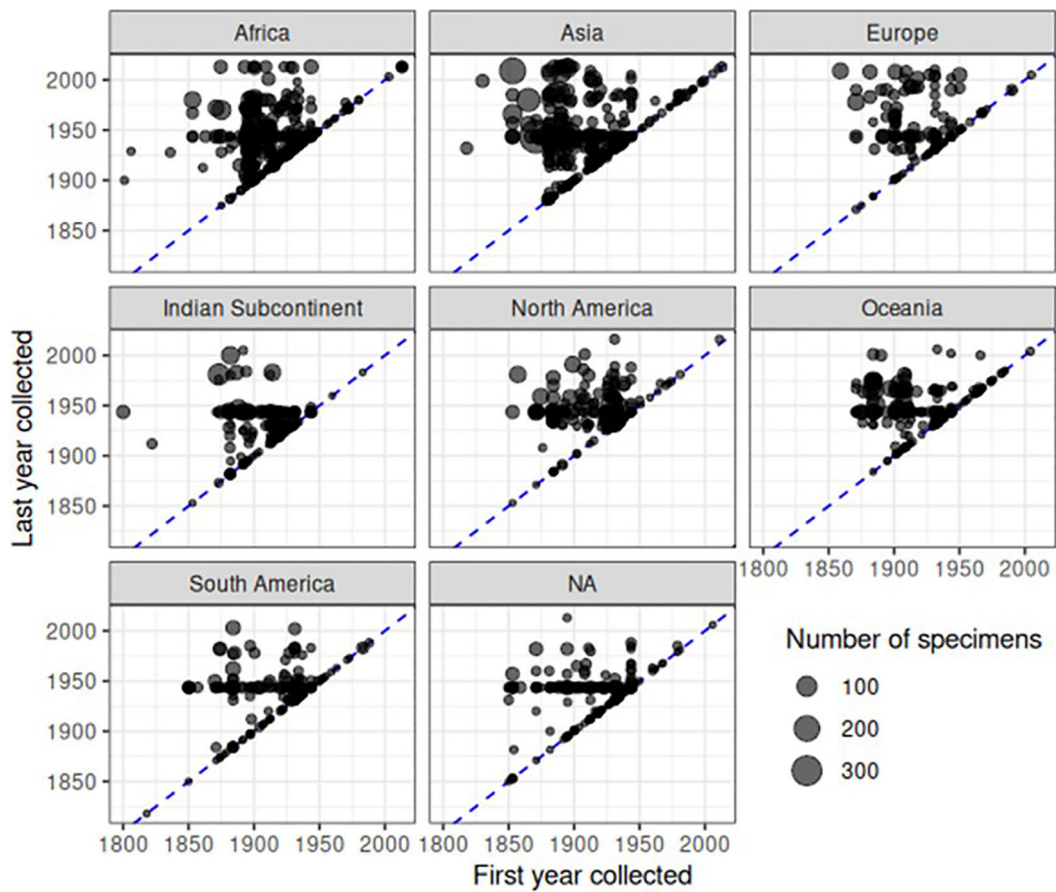 Africa Asia Europe
2000
1950
1900
1850
Indian Subcontinent North America Oceania
2000
1950
1900
1850
1800 1850 1900 1950 2000
South America NA
2000
1950
1900
1850
1800 1850 1900 1950 2000 1800 1850 1900 1950 2000
Last year collected
First year collected
Number of specimens
100
200
300